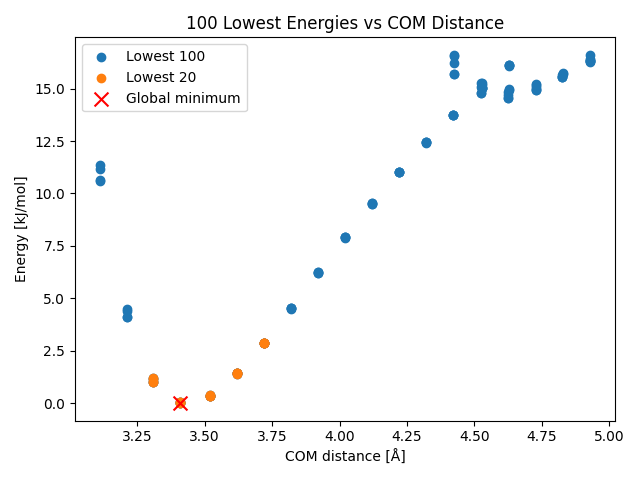 100 Lowest Energies vs COM Distance
Lowest 100
Lowest 20
Global minimum
Energy [kJ/mol]
15.0
12.5
10.0
7.5
5.0
2.5
0.0
3.25
3.50
3.75
4.00
4.25
4.50
4.75
5.00
COM distance [Å]